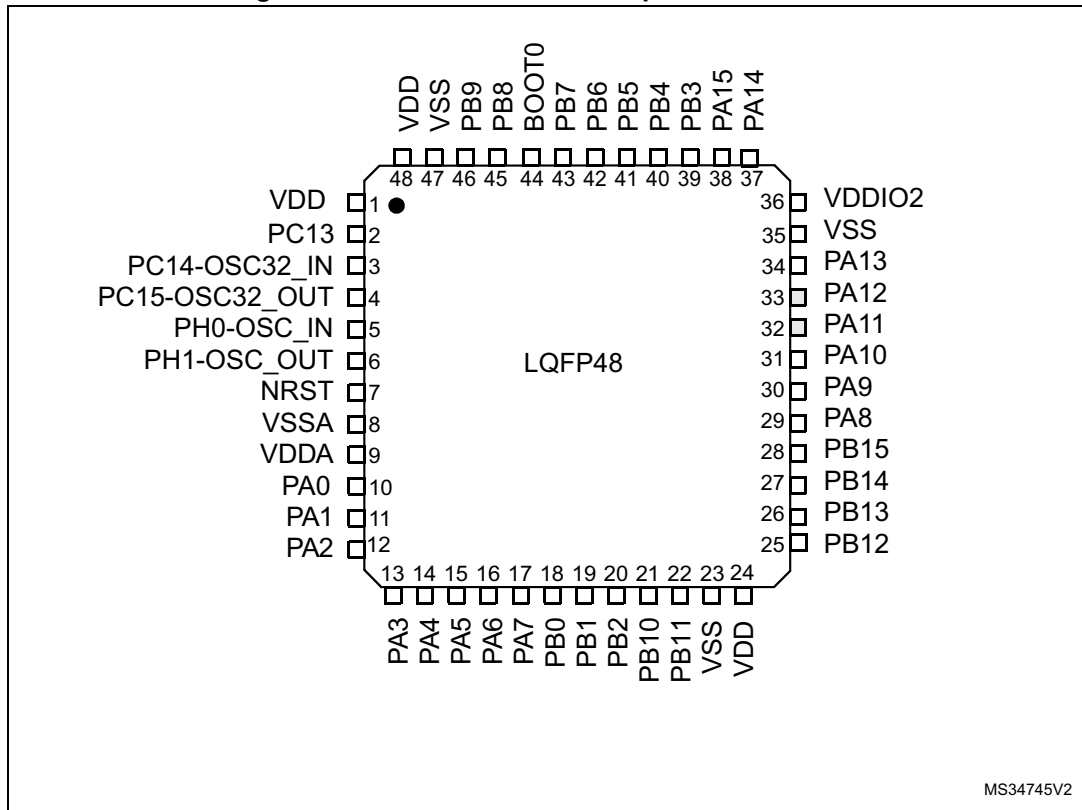 VDD
VSS
PB9
PB8
BOOT0
PB7
PB6
PB5
PB4
PB3
PA15
PA14
48 47 46 45 44 43 42 41 40 39 38 37
VDD 1
PC13 2
PC14-OSC32_IN 3
PC15-OSC32_OUT 4
PH0-OSC_IN 5
PH1-OSC_OUT 6
NRST 7
VSSA 8
VDDA 9
PA0 10
PA1 11
PA2 12
LQFP48
36 VDDIO2
35 VSS
34 PA13
33 PA12
32 PA11
31 PA10
30 PA9
29 PA8
28 PB15
27 PB14
26 PB13
25 PB12
13 14 15 16 17 18 19 20 21 22 23 24
PA3
PA4
PA5
PA6
PA7
PB0
PB1
PB2
PB10
PB11
VSS
VDD
MS34745V2